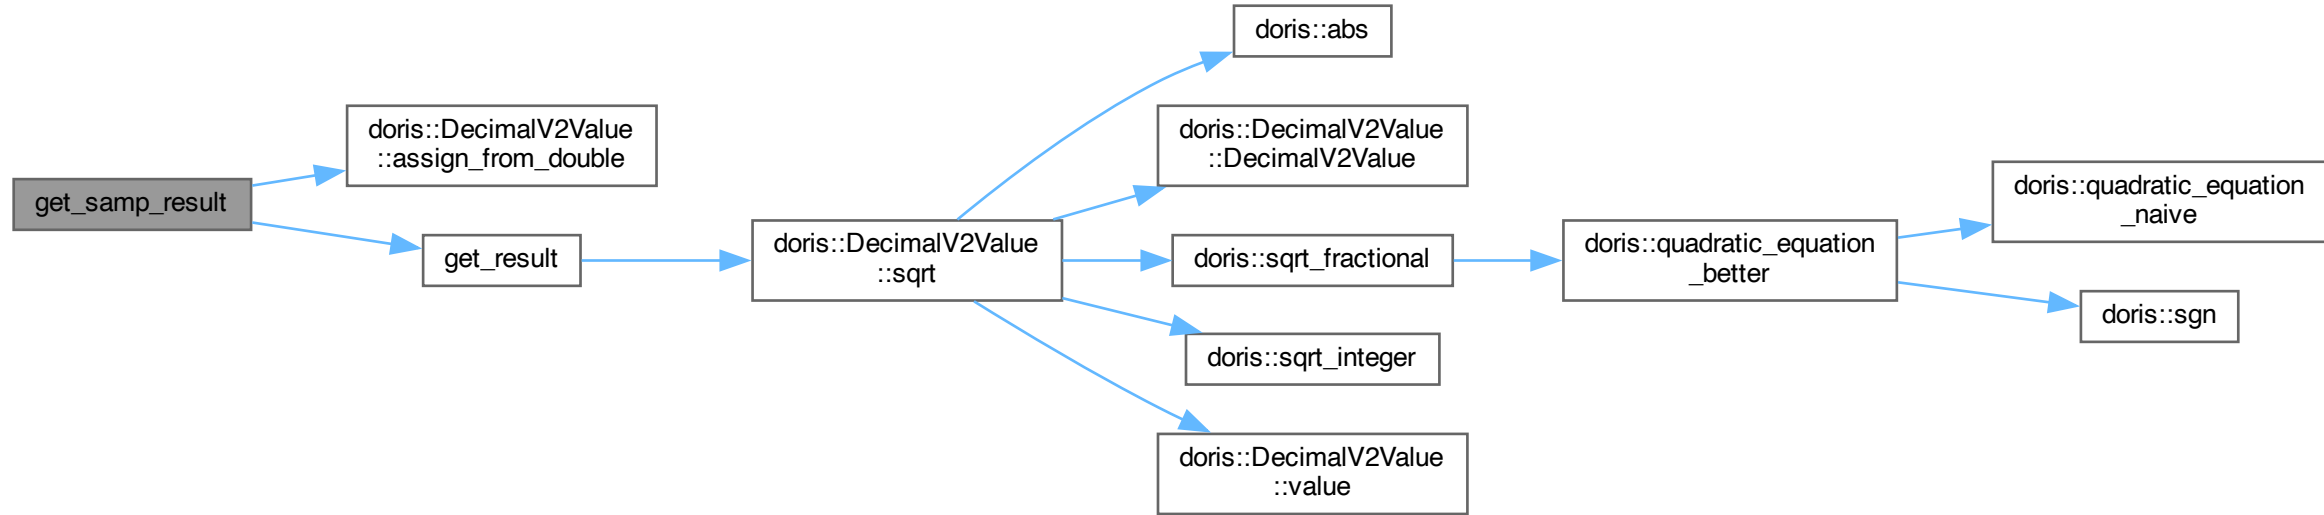 get_samp_result
doris::DecimalV2Value
::assign_from_double
get_result
doris::DecimalV2Value
::sqrt
doris::abs
doris::DecimalV2Value
::DecimalV2Value
doris::sqrt_fractional
doris::sqrt_integer
doris::DecimalV2Value
::value
doris::quadratic_equation
_better
doris::quadratic_equation
_naive
doris::sgn